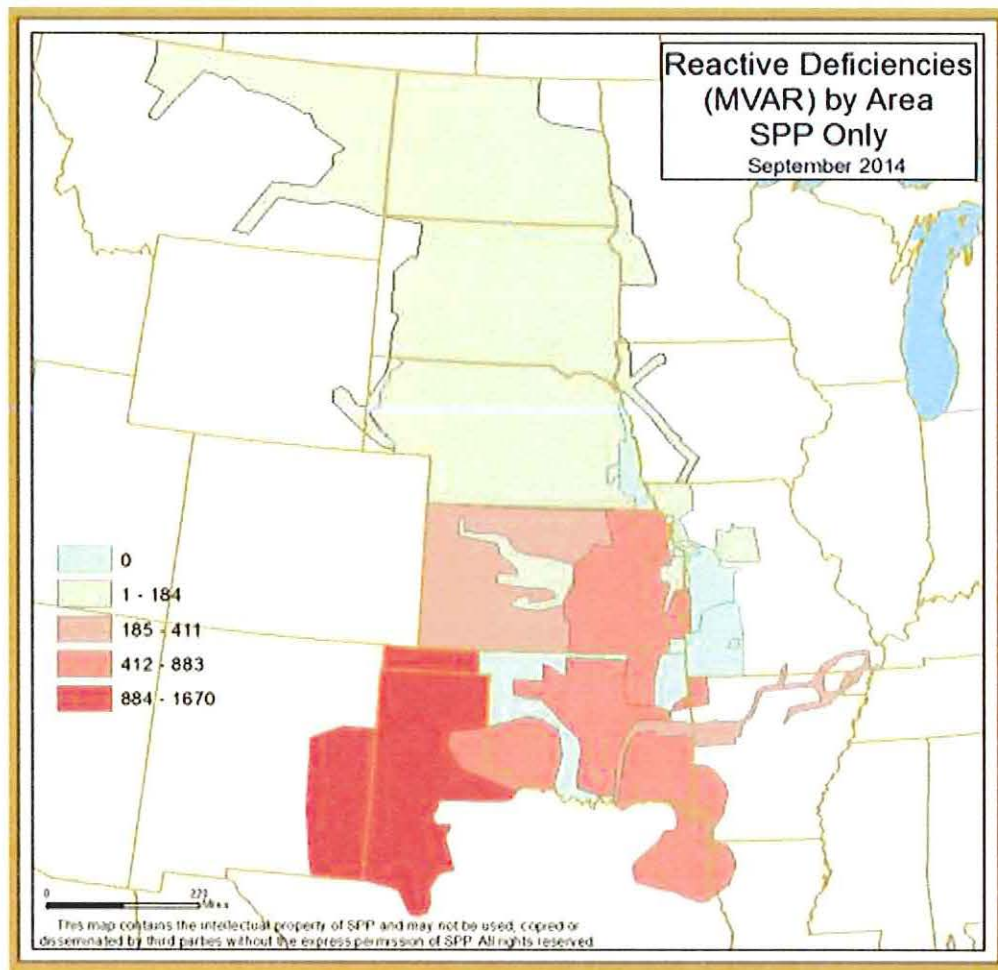 Reactive Deficiencies
(MVAR) by Area
SPP Only
September 2014
0
1 - 184
185 - 411
412 - 883
884 - 1670
0
Miles
This map contains the intellectual property of SPP and may not be used, copied or
disseminated by third parties without the express permission of SPP. All rights reserved.